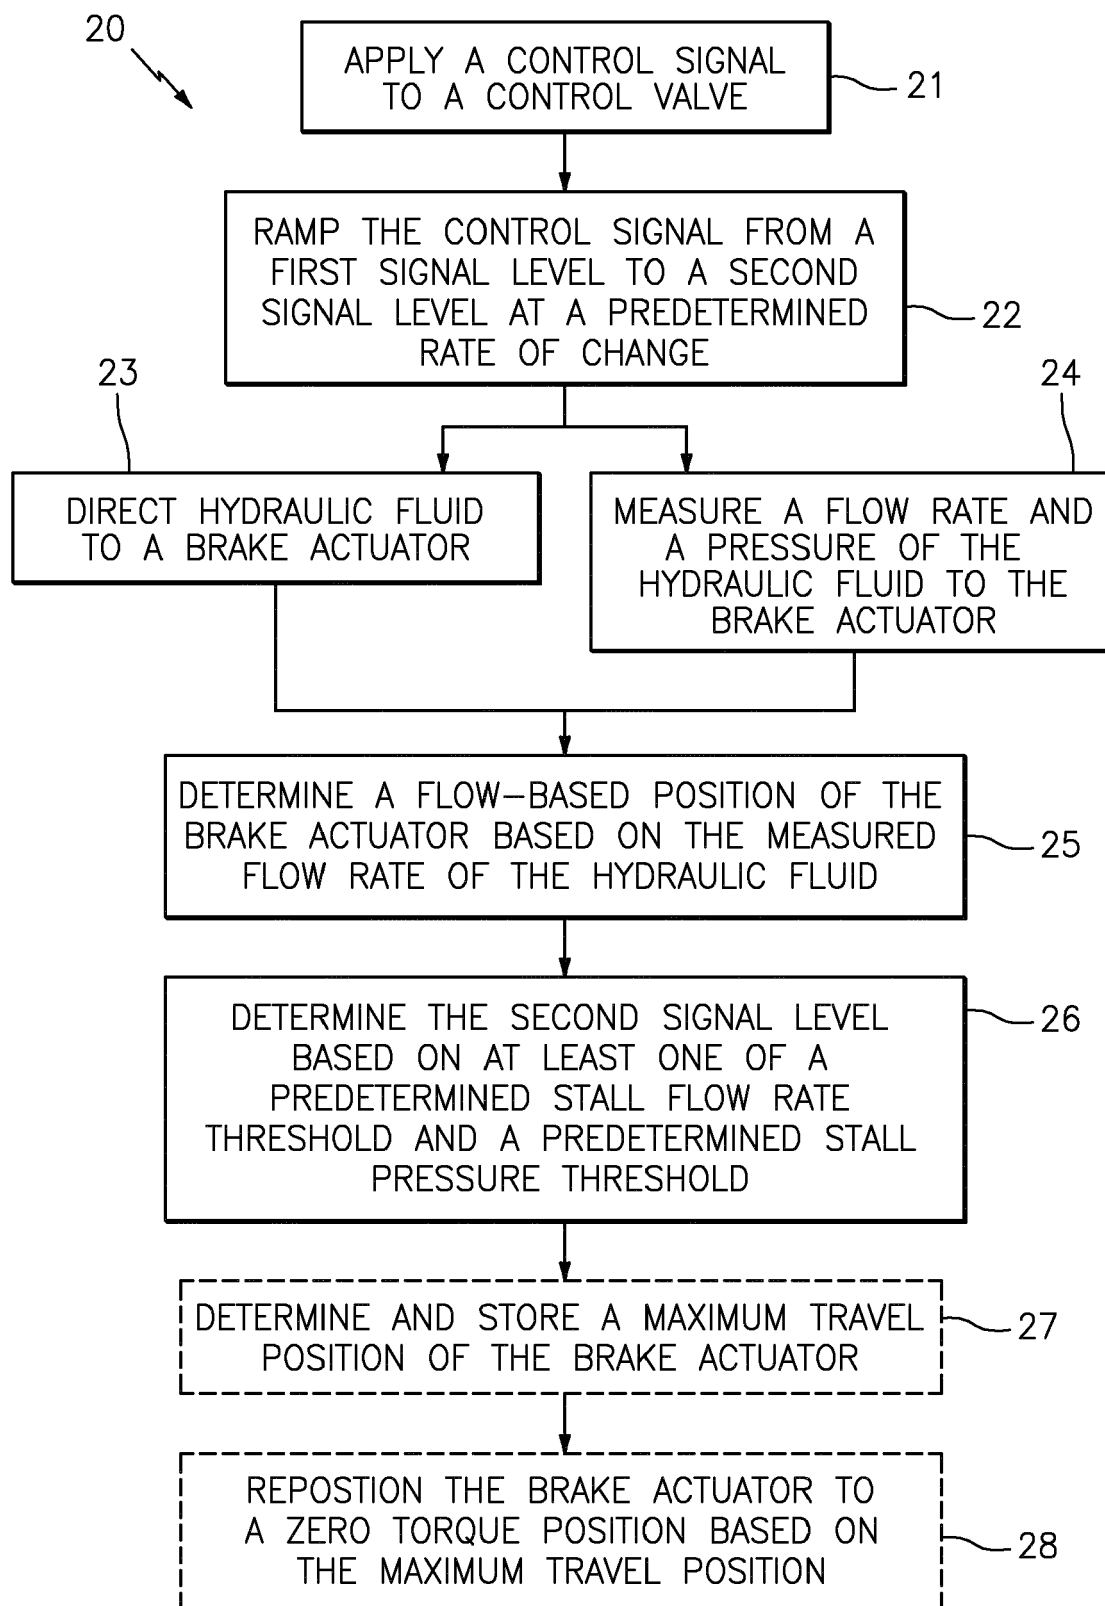 20
APPLY A CONTROL SIGNAL
TO A CONTROL VALVE
21
RAMP THE CONTROL SIGNAL FROM A
FIRST SIGNAL LEVEL TO A SECOND
SIGNAL LEVEL AT A PREDETERMINED
RATE OF CHANGE
22
23
24
DIRECT HYDRAULIC FLUID
TO A BRAKE ACTUATOR
MEASURE A FLOW RATE AND
A PRESSURE OF THE
HYDRAULIC FLUID TO THE
BRAKE ACTUATOR
DETERMINE A FLOW-BASED POSITION OF THE
BRAKE ACTUATOR BASED ON THE MEASURED
FLOW RATE OF THE HYDRAULIC FLUID
25
DETERMINE THE SECOND SIGNAL LEVEL
BASED ON AT LEAST ONE OF A
PREDETERMINED STALL FLOW RATE
THRESHOLD AND A PREDETERMINED STALL
PRESSURE THRESHOLD
26
DETERMINE AND STORE A MAXIMUM TRAVEL
POSITION OF THE BRAKE ACTUATOR
27
REPOSTION THE BRAKE ACTUATOR TO
A ZERO TORQUE POSITION BASED ON
THE MAXIMUM TRAVEL POSITION
28